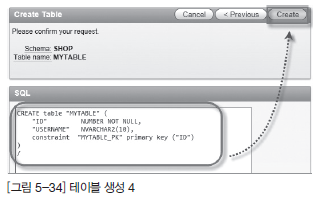 Create Table
Cancel
< Previous
Create
Please confirm your request.
Schema: SHOP
Table name: MYTABLE
SQL
CREATE table "MYTABLE" (
"ID" NUMBER NOT NULL,
"USERNAME" NVARCHAR2(10),
constraint "MYTABLE_PK" primary key ("ID")
)
/
[그림 5-34] 테이블 생성 4